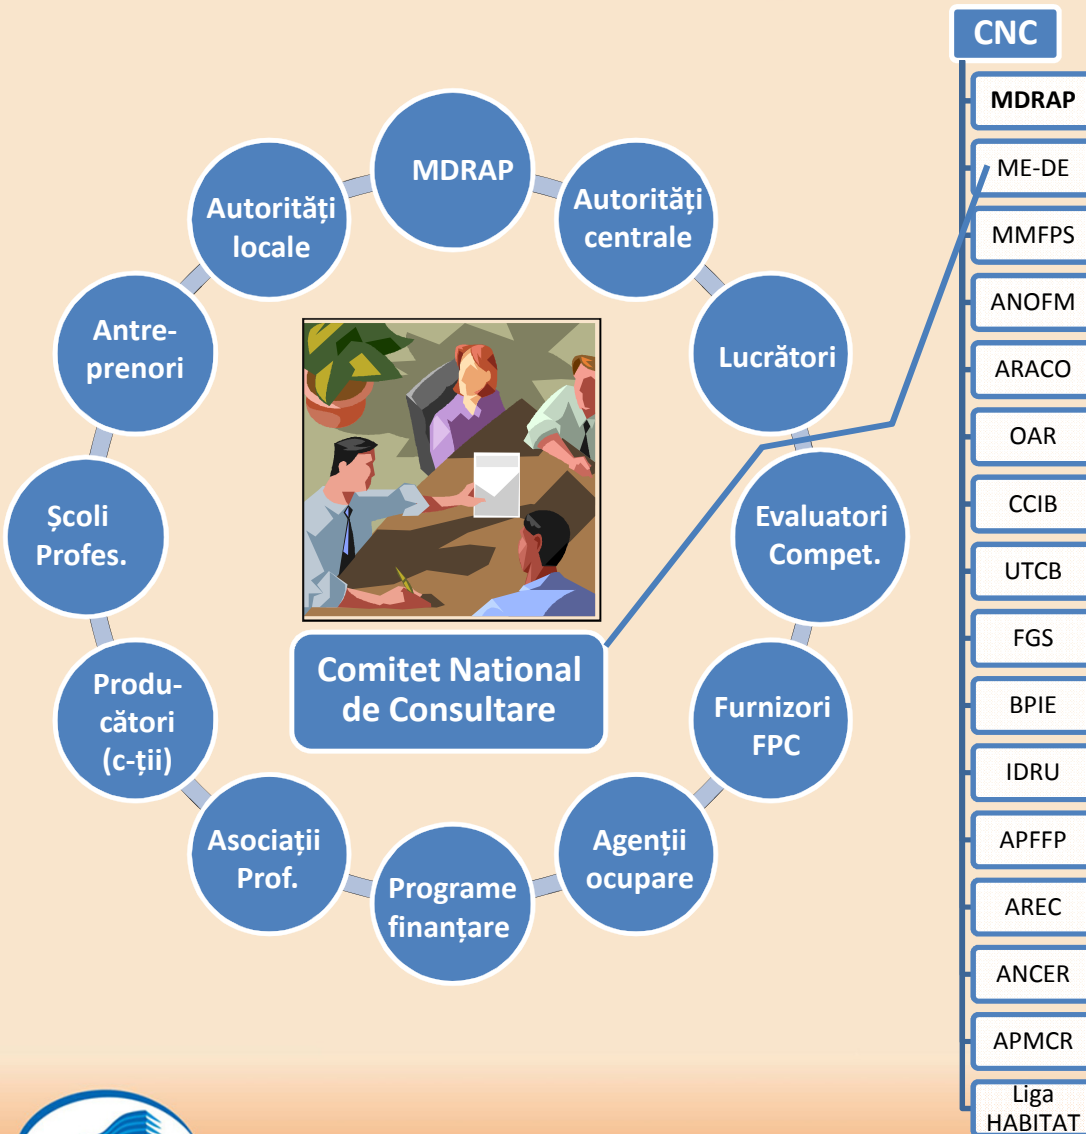 CNC
MDRAP
ME-DE
MMFPS
ANOFM
ARACO
OAR
CCIB
UTCB
FGS
BPIE
IDRU
APFFP
AREC
ANCER
APMCR
Liga
HABITAT
MDRAP
Autorități
centrale
Lucrători
Evaluatori
Compet.
Furnizori
FPC
Agenții
ocupare
Programe
finanțare
Asociații
Prof.
Produ-
cători
(c-ții)
Școli
Profes.
Antre-
prenori
Autorități
locale
Comitet National
de Consultare